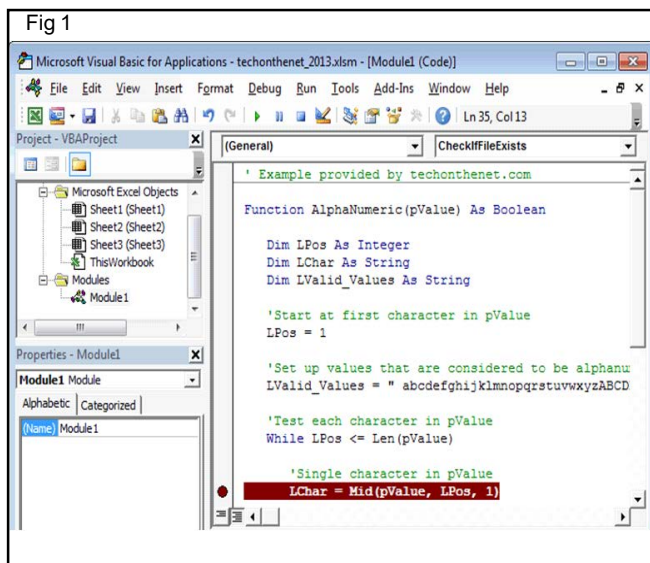 Fig 1
Microsoft Visual Basic for Applications - techonthenet_2013.xlsm - [Module1 (Code)]
File Edit View Insert Format Debug Run Tools Add-Ins Window Help
Ln 35, Col 13
Project - VBAProject
Microsoft Excel Objects
Sheet1 (Sheet1)
Sheet2 (Sheet2)
Sheet3 (Sheet3)
ThisWorkbook
Modules
Module1
Properties - Module1
Module1 Module
Alphabetic Categorized
(Name) Module1
(General) CheckIfFileExists
' Example provided by techonthenet.com
Function AlphaNumeric(pValue) As Boolean
Dim LPos As Integer
Dim LChar As String
Dim LValid_Values As String
'Start at first character in pValue
LPos = 1
'Set up values that are considered to be alphanu
LValid_Values = " abcdefghijklmnopqrstuvwxyzABCD
'Test each character in pValue
While LPos <= Len(pValue)
'Single character in pValue
LChar = Mid(pValue, LPos, 1)